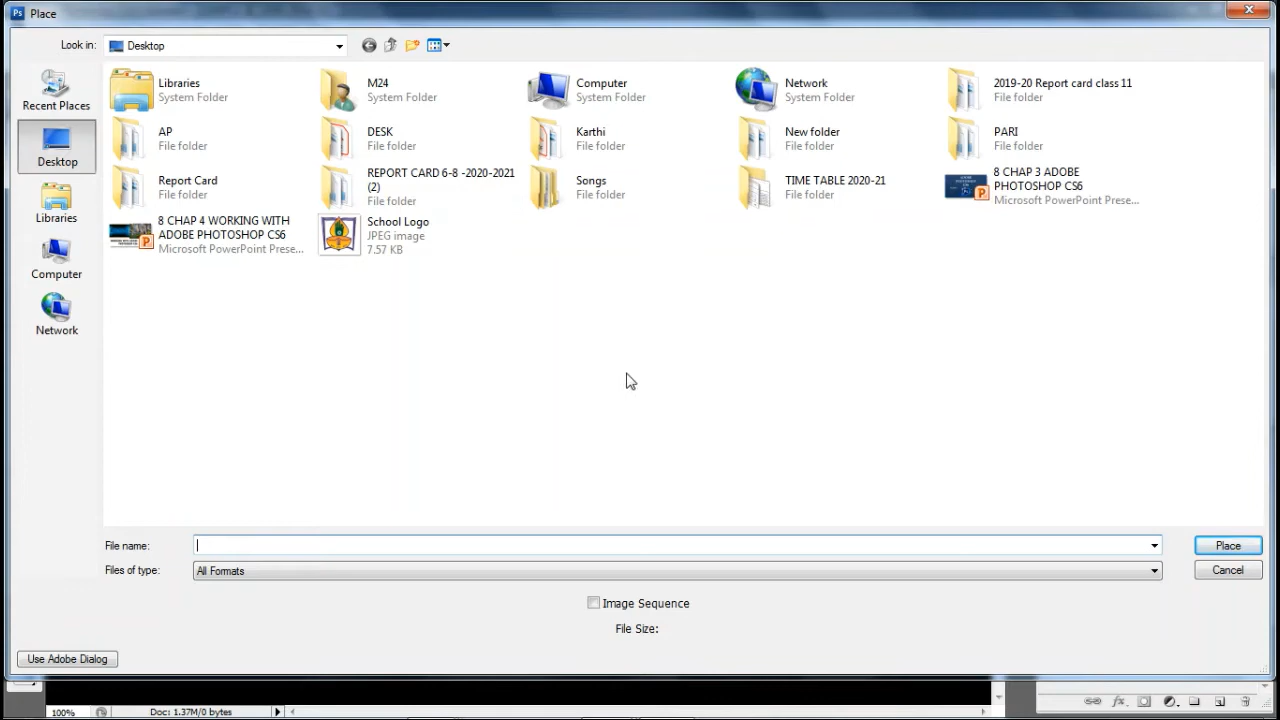 Ps Place
Look in: Desktop
Recent Places
Desktop
Libraries
Computer
Network
Libraries
System Folder
M24
System Folder
Computer
System Folder
Network
System Folder
2019-20 Report card class 11
File folder
AP
File folder
DESK
File folder
Karthi
File folder
New folder
File folder
PARI
File folder
Report Card
File folder
REPORT CARD 6-8 -2020-2021
(2)
File folder
Songs
File folder
TIME TABLE 2020-21
File folder
8 CHAP 3 ADOBE
PHOTOSHOP CS6
Microsoft PowerPoint Prese...
8 CHAP 4 WORKING WITH
ADOBE PHOTOSHOP CS6
Microsoft PowerPoint Prese...
School Logo
JPEG image
7.57 KB
File name:
Place
Files of type: All Formats
Cancel
Image Sequence
File Size:
Use Adobe Dialog
100% Doc: 1.37M/0 bytes